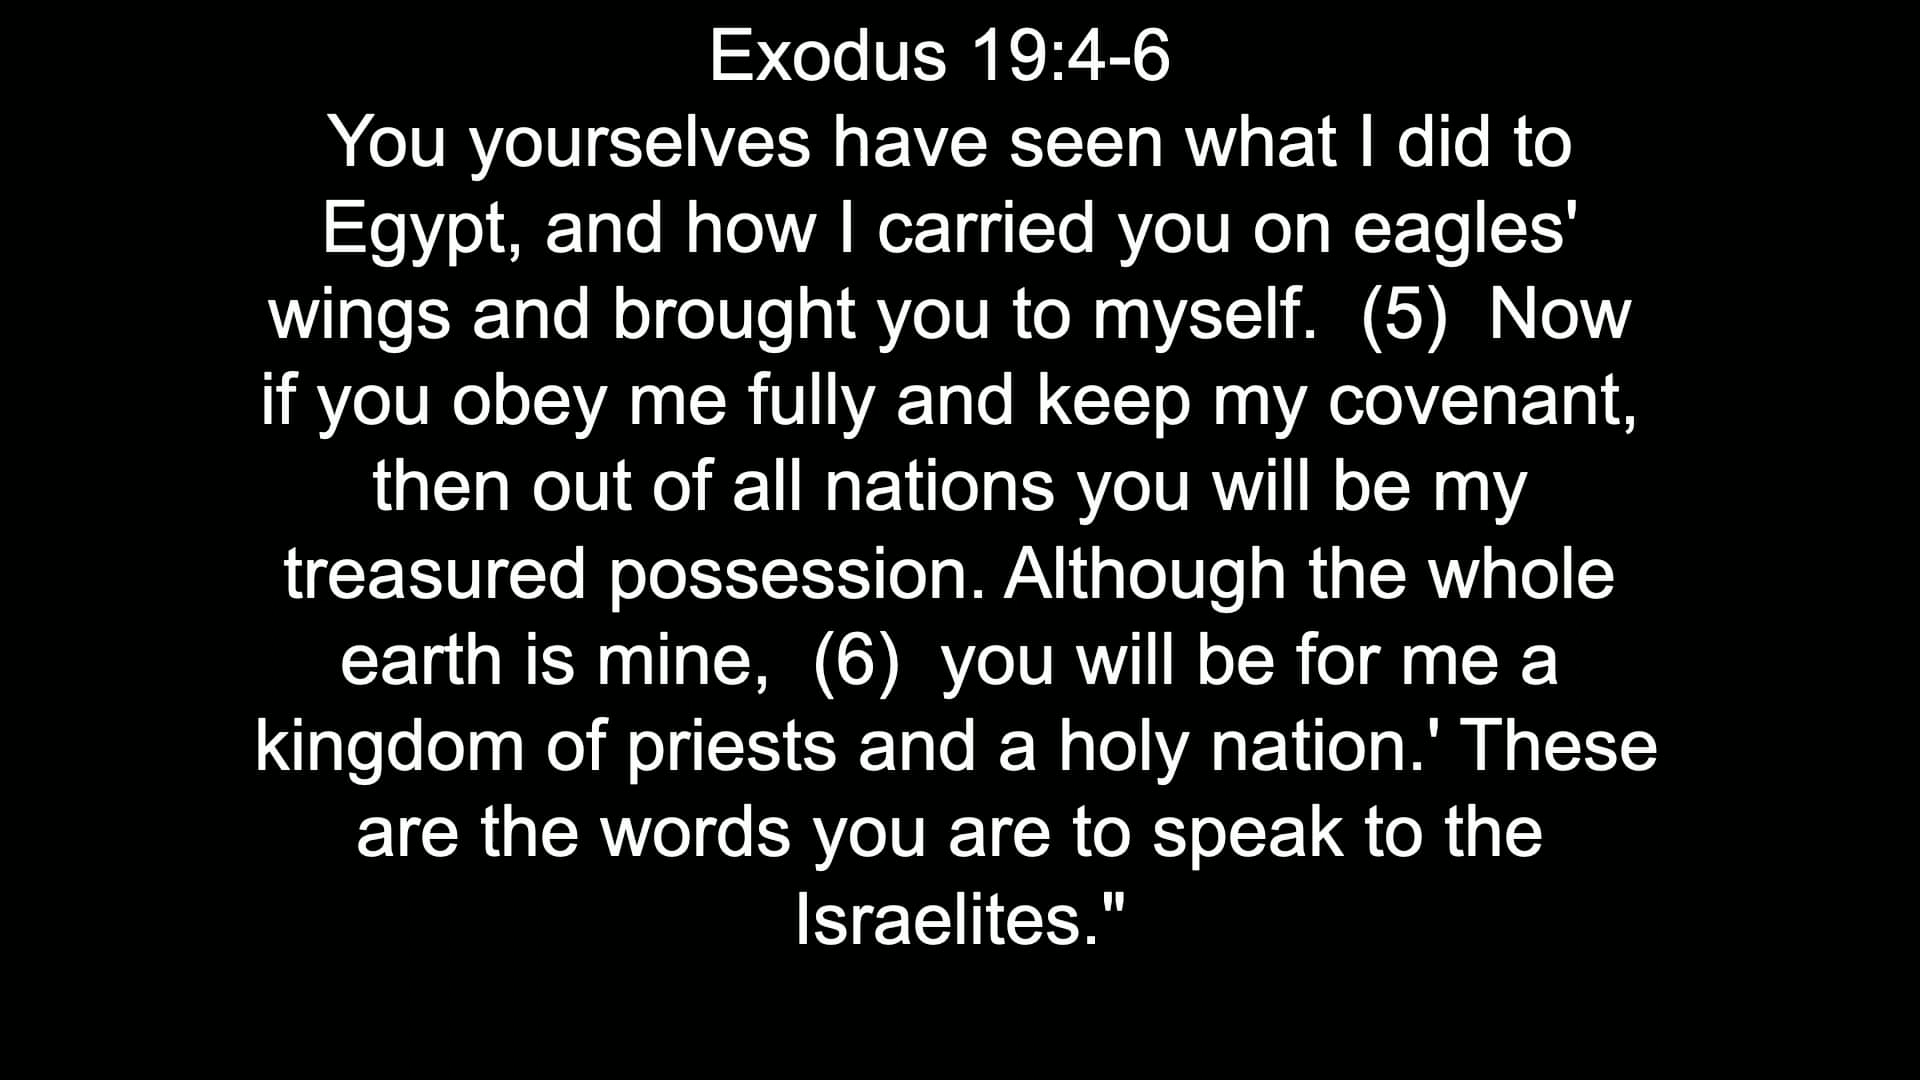 Exodus 19:4-6
You yourselves have seen what I did to
Egypt, and how I carried you on eagles'
wings and brought you to myself.  (5)  Now
if you obey me fully and keep my covenant,
then out of all nations you will be my
treasured possession. Although the whole
earth is mine,  (6)  you will be for me a
kingdom of priests and a holy nation.' These
are the words you are to speak to the
Israelites."